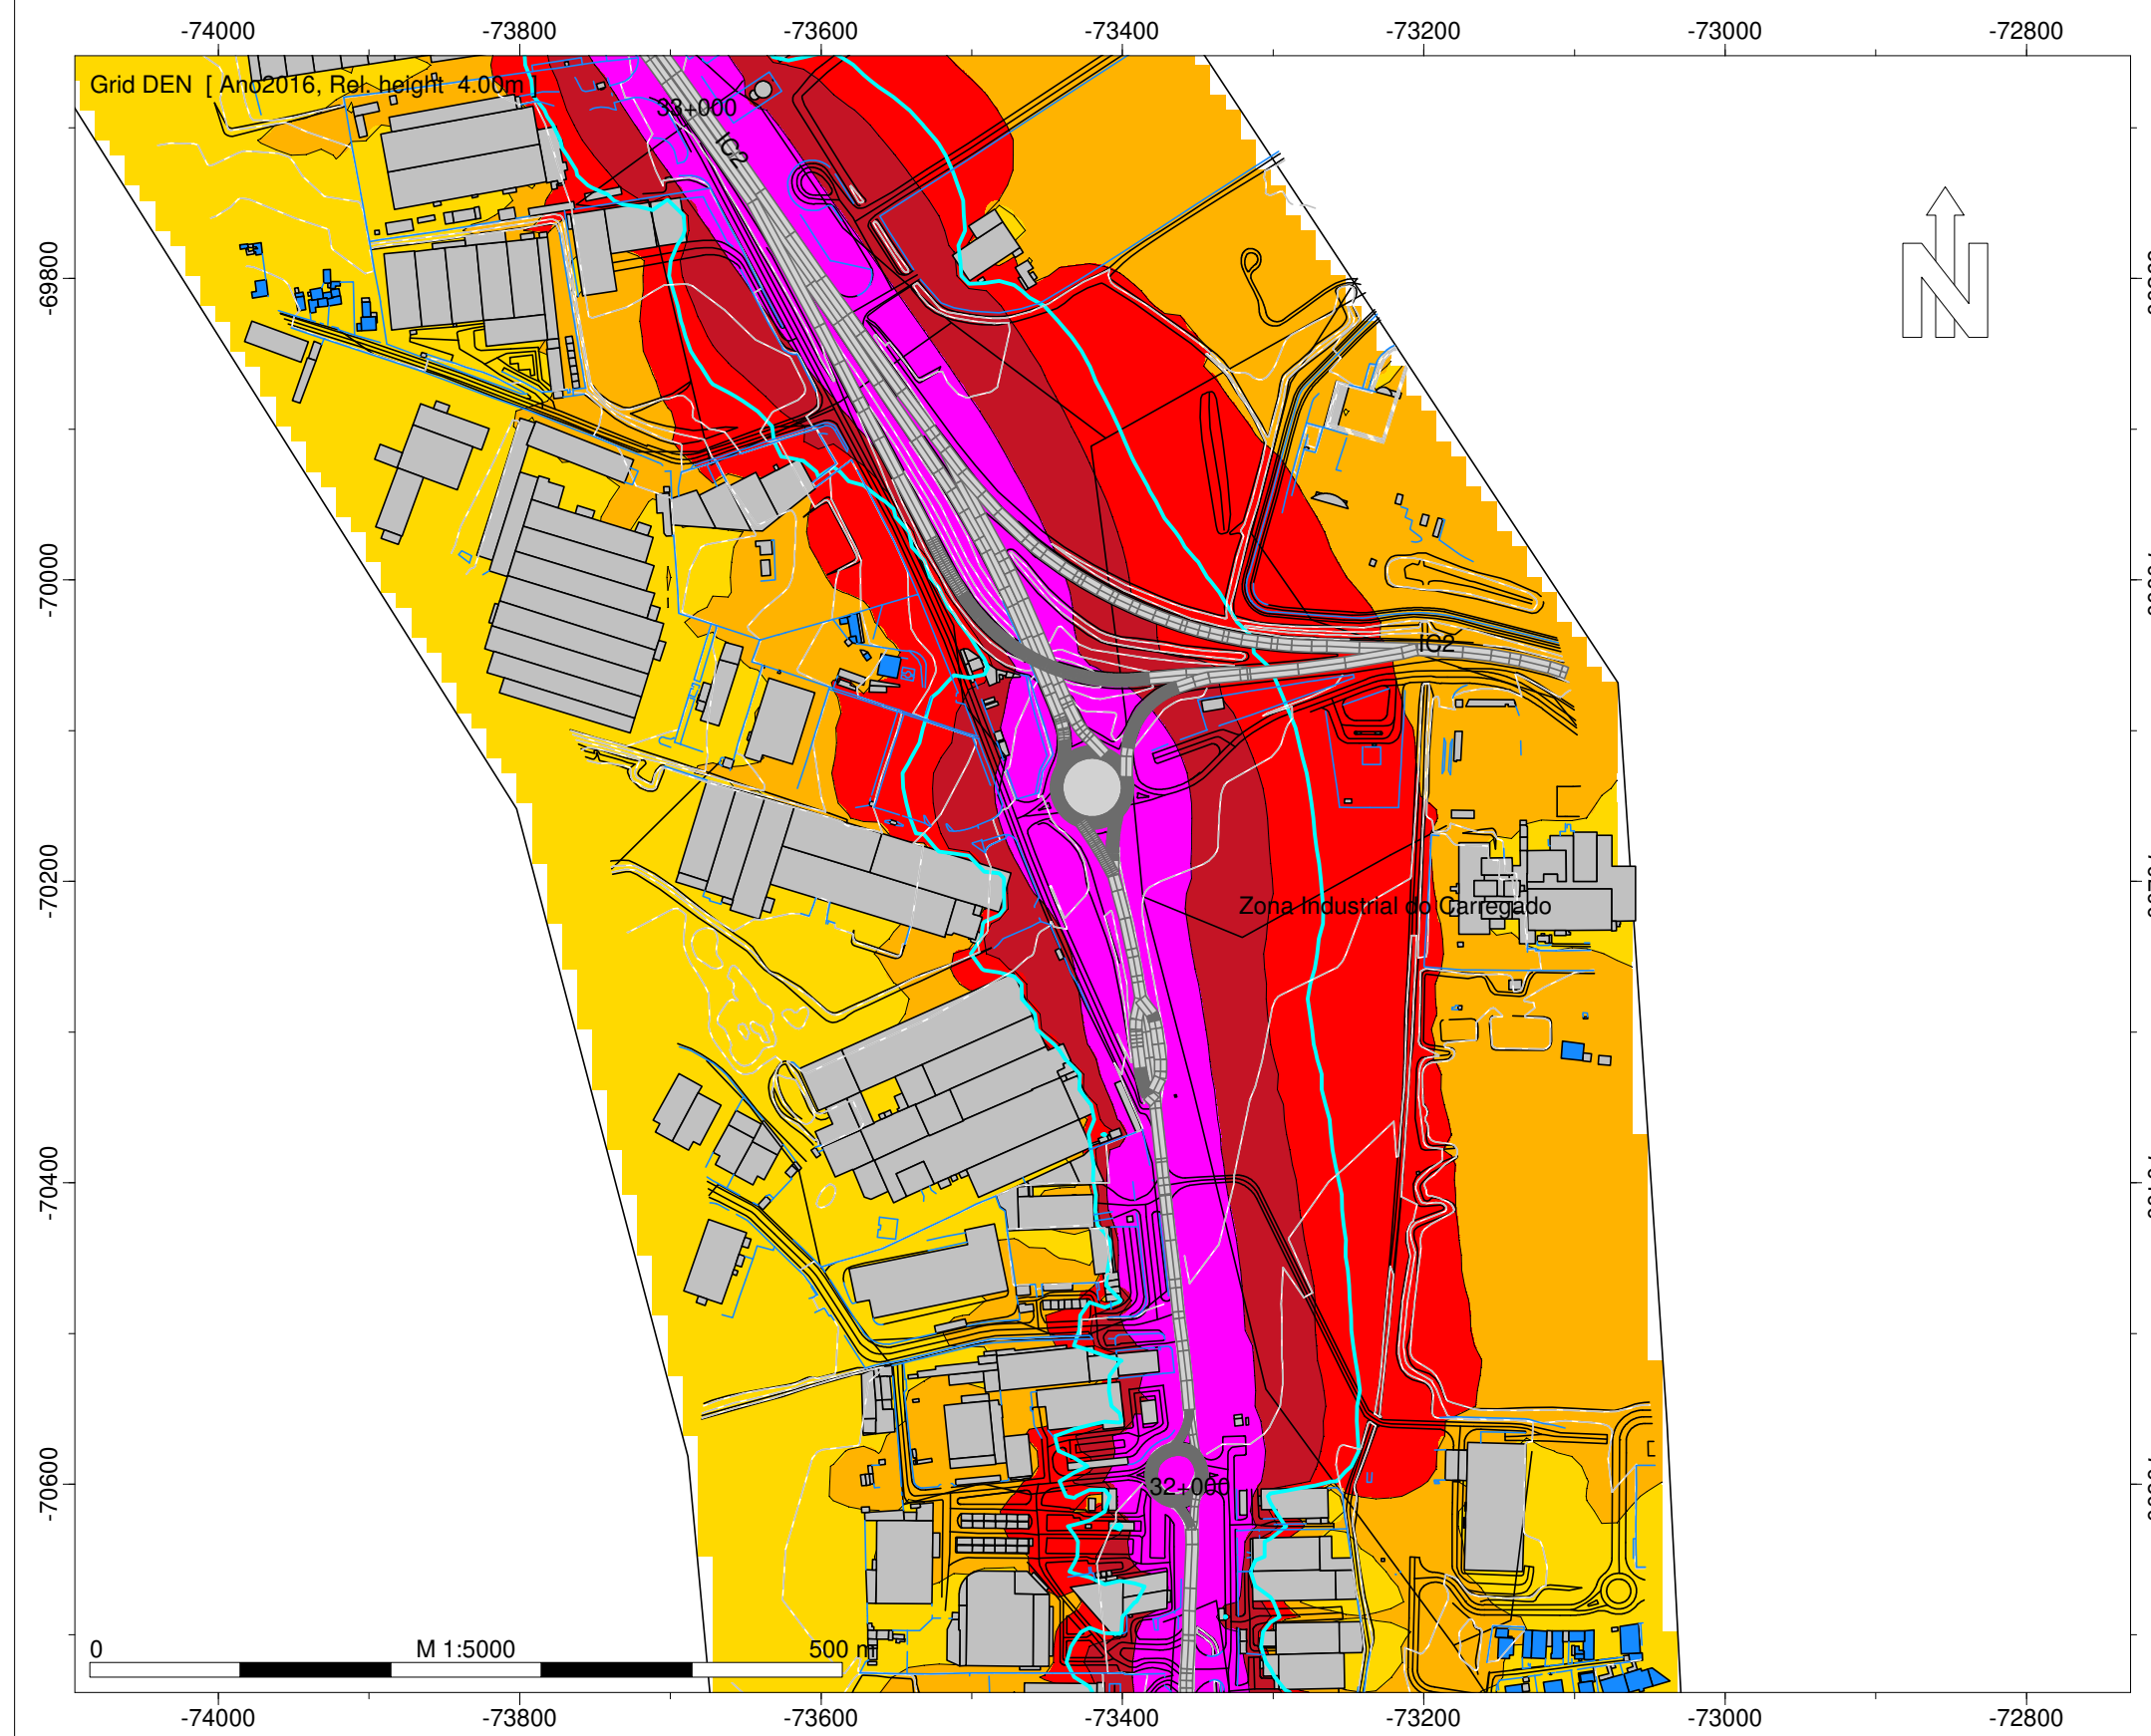 -74000 -73800 -73600 -73400 -73200 -73000 -72800
Grid DEN [ Ano2016, Rel. height 4.00m ]
33+000
IC2
-69800
N
-70000
IC2
-70200
Zona Industrial do Carregado
-70400
-70600
32+000
0 M 1:5000 500 m
-74000 -73800 -73600 -73400 -73200 -73000 -72800